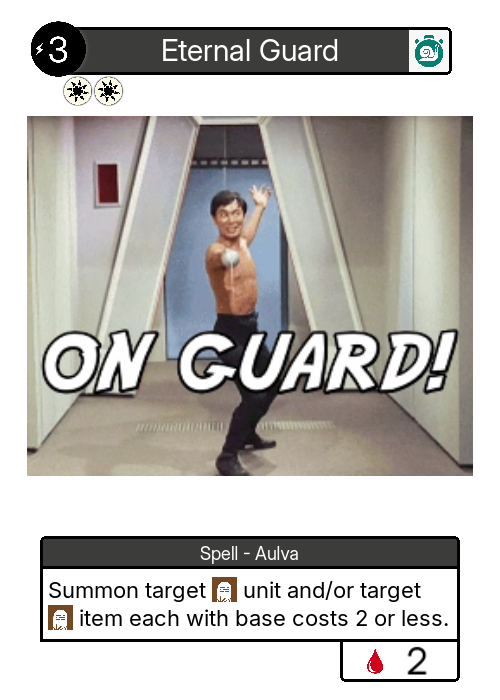 3
Eternal Guard
ON GUARD!
Spell - Aulva
Summon target unit and/or target
item each with base costs 2 or less.
2